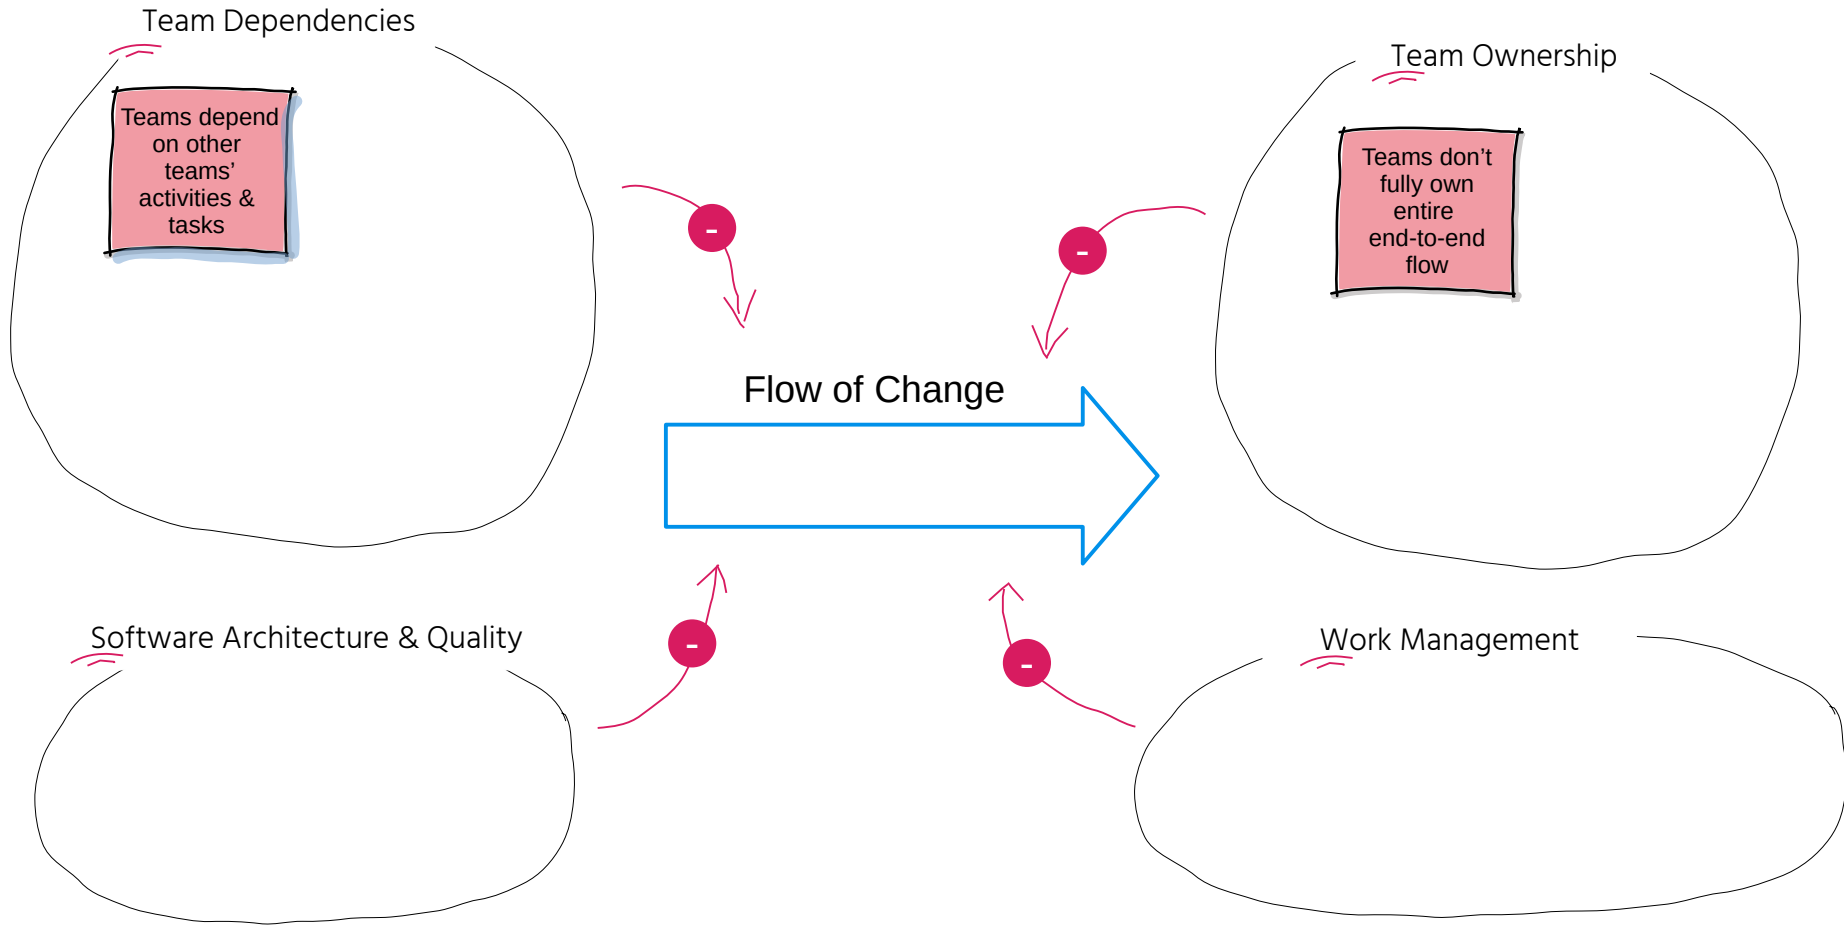 Team Dependencies
Teams depend
on other
teams’
activities &
tasks
-
Team Ownership
Teams don’t
fully own
entire
end-to-end
flow
-
Flow of Change
Software Architecture & Quality
-
Work Management
-